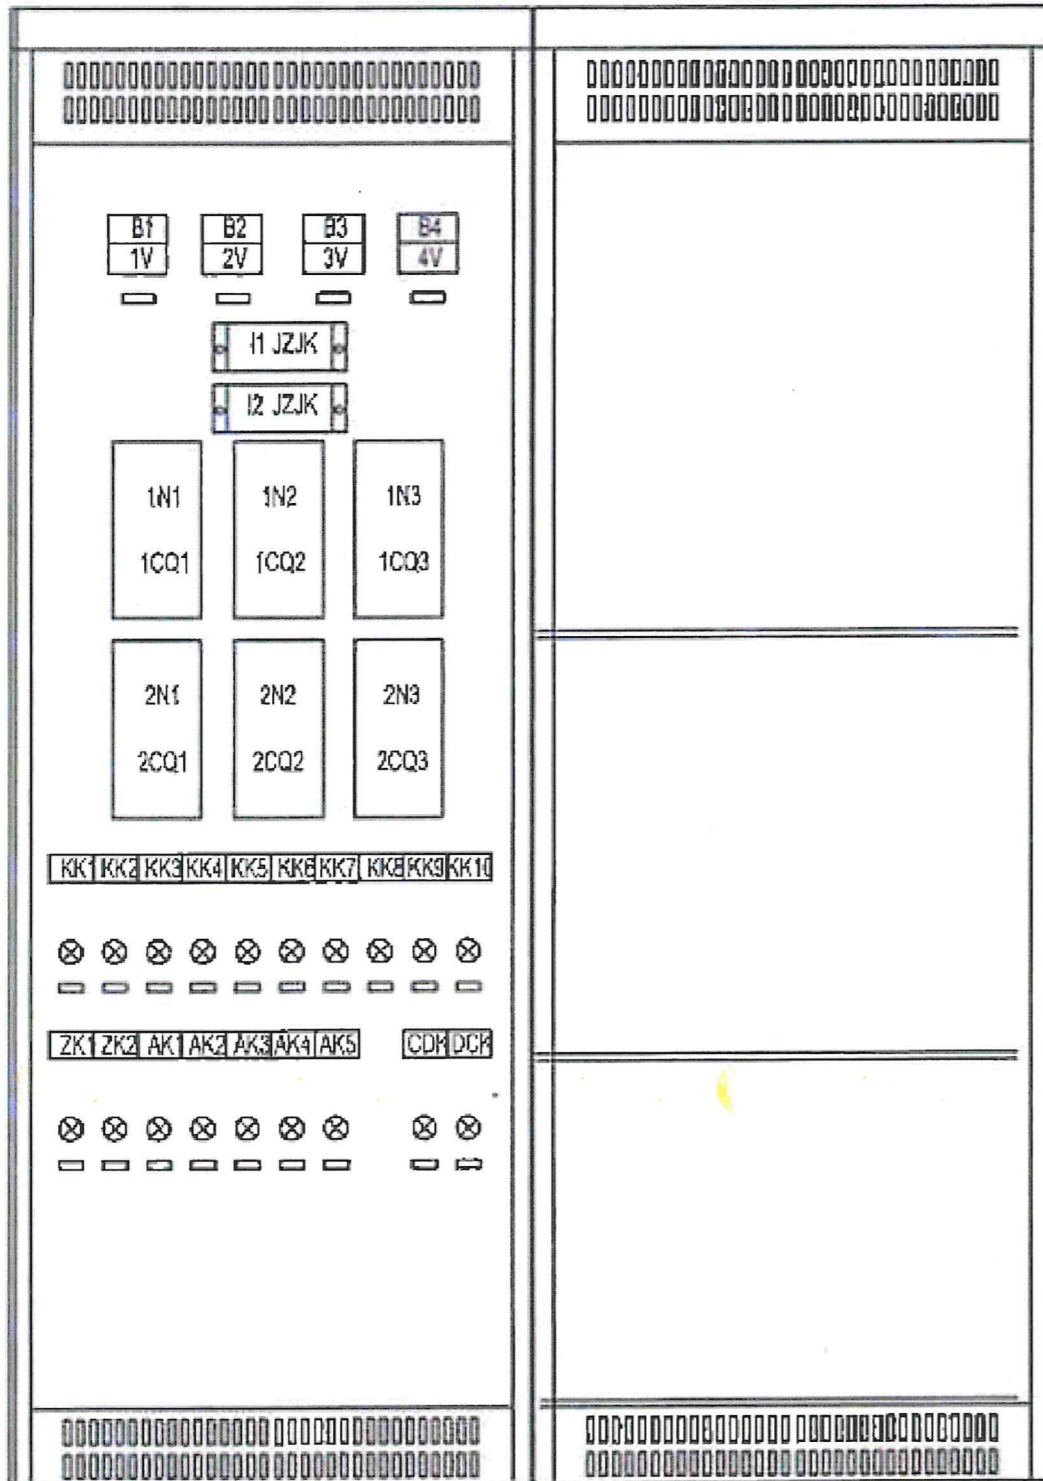 B1 B2 B3 B4
1V 2V 3V 4V
I1 JZJK
I2 JZJK
1N1 1N2 1N3
1CQ1 1CQ2 1CQ3
2N1 2N2 2N3
2CQ1 2CQ2 2CQ3
KK1 KK2 KK3 KK4 KK5 KK6 KK7 KK8 KK9 KK10
ZK1 ZK2 AK1 AK2 AK3 AK4 AK5 CDK DCK